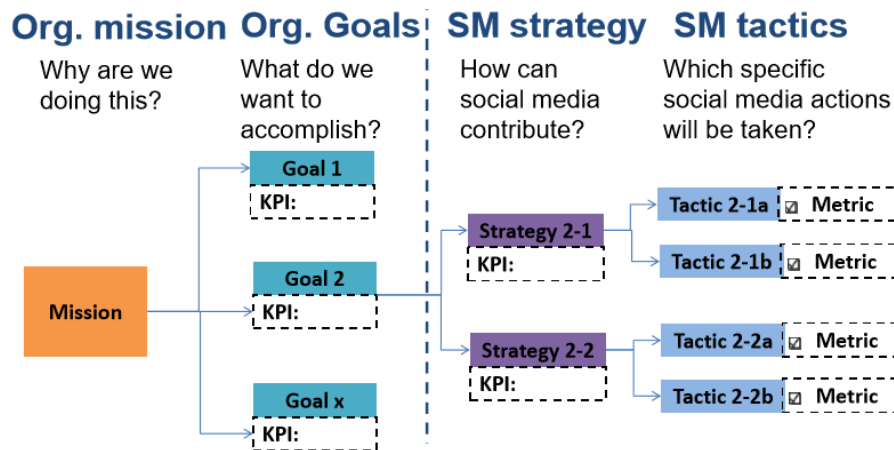 Org. mission
Why are we
doing this?
Org. Goals
What do we
want to
accomplish?
SM strategy
How can
social media
contribute?
SM tactics
Which specific
social media actions
will be taken?
Mission
Goal 1
KPI:
Goal 2
KPI:
Goal x
KPI:
Strategy 2-1
KPI:
Strategy 2-2
KPI:
Tactic 2-1a ☑ Metric
Tactic 2-1b ☑ Metric
Tactic 2-2a ☑ Metric
Tactic 2-2b ☑ Metric